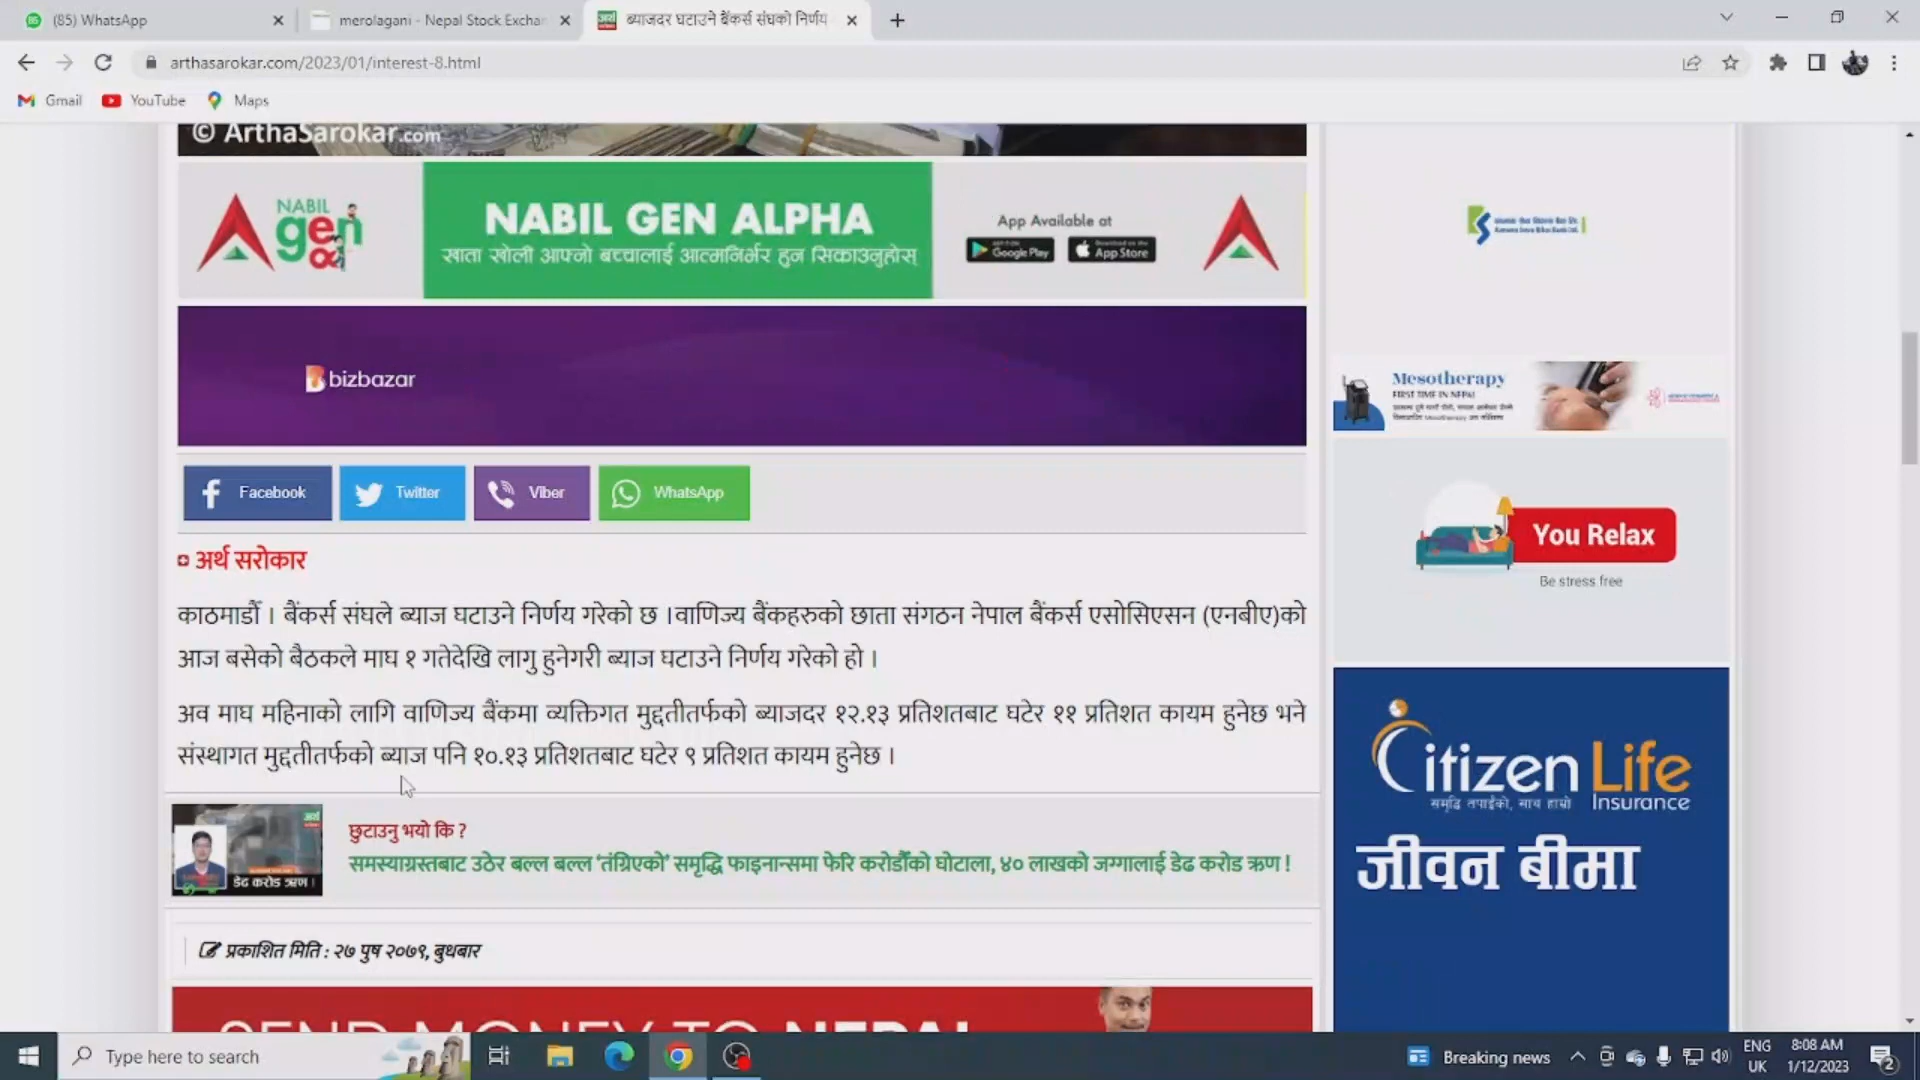 (85) WhatsApp
merolagani - Nepal Stock Exchan
ब्याजदर घटाउने बैंकर्स संघको निर्णय
arthasarokar.com/2023/01/interest-8.html
Gmail
YouTube
Maps
© ArthaSarokar.com
NABIL
gen
NABIL GEN ALPHA
खाता खोली आफ्नो बच्चालाई आत्मनिर्भर हुन सिकाउनुहोस्
App Available at
Google Play
App Store
bizbazar
Mesotherapy
FIRST TIME IN NEPAL
Facebook
Twitter
Viber
WhatsApp
You Relax
Be stress free
अर्थ सरोकार
काठमाडौँ । बैंकर्स संघले ब्याज घटाउने निर्णय गरेको छ ।वाणिज्य बैंकहरुको छाता संगठन नेपाल बैंकर्स एसोसिएसन (एनबीए)को
आज बसेको बैठकले माघ १ गतेदेखि लागु हुनेगरी ब्याज घटाउने निर्णय गरेको हो ।
अव माघ महिनाको लागि वाणिज्य बैंकमा व्यक्तिगत मुद्दतीतर्फको ब्याजदर १२.१३ प्रतिशतबाट घटेर ११ प्रतिशत कायम हुनेछ भने
संस्थागत मुद्दतीतर्फको ब्याज पनि १०.१३ प्रतिशतबाट घटेर ९ प्रतिशत कायम हुनेछ ।
छुटाउनु भयो कि ?
समस्याग्रस्तबाट उठेर बल्ल बल्ल ‘तंग्रिएको’ समृद्धि फाइनान्समा फेरि करोडौँको घोटाला, ४० लाखको जग्गालाई डेढ करोड ऋण !
डेढ करोड ऋण ।
Citizen Life
समृद्धि तपाईंको, साथ हाम्रो
Insurance
जीवन बीमा
प्रकाशित मिति : २७ पुष २०७९, बुधबार
SEND MONEY TO NEPAL
Type here to search
Breaking news
ENG
UK
8:08 AM
1/12/2023
2